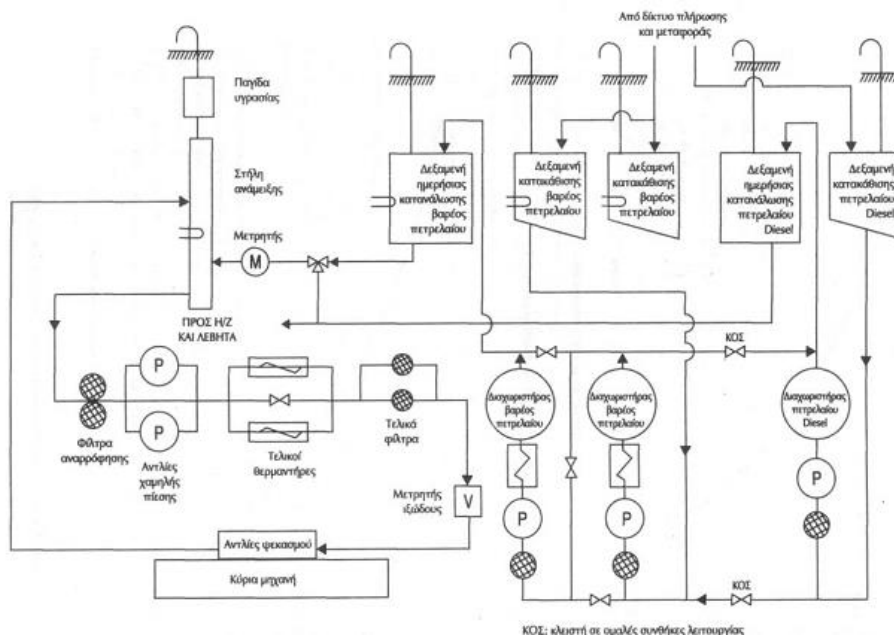 Από δίκτυο πλήρωσης
και μεταφοράς
Παγίδα
υγρασίας
Στήλη
ανάμειξης
Μετρητής
M
ΠΡΟΣ Η/Ζ
ΚΑΙ ΛΕΒΗΤΑ
Δεξαμενή
ημερήσιας
κατανάλωσης
βαρέος
πετρελαίου
Δεξαμενή
κατακάθισης
βαρέος
πετρελαίου
Δεξαμενή
κατακάθισης
βαρέος
πετρελαίου
Δεξαμενή
ημερήσιας
κατανάλωσης
πετρελαίου
Diesel
Δεξαμενή
κατακάθισης
πετρελαίου
Diesel
ΚΟΣ
P
P
Φίλτρα
αναρρόφησης
Αντλίες
χαμηλής
πίεσης
Τελικοί
θερμαντήρες
Τελικά
φίλτρα
Μετρητής
ιξώδους
V
Αντλίες ψεκασμού
Κύρια μηχανή
Διαχωριστήρας
βαρέος
πετρελαίου
P
Διαχωριστήρας
βαρέος
πετρελαίου
P
Διαχωριστήρας
πετρελαίου
Diesel
P
ΚΟΣ
ΚΟΣ: κλειστή σε ομαλές συνθήκες λειτουργίας